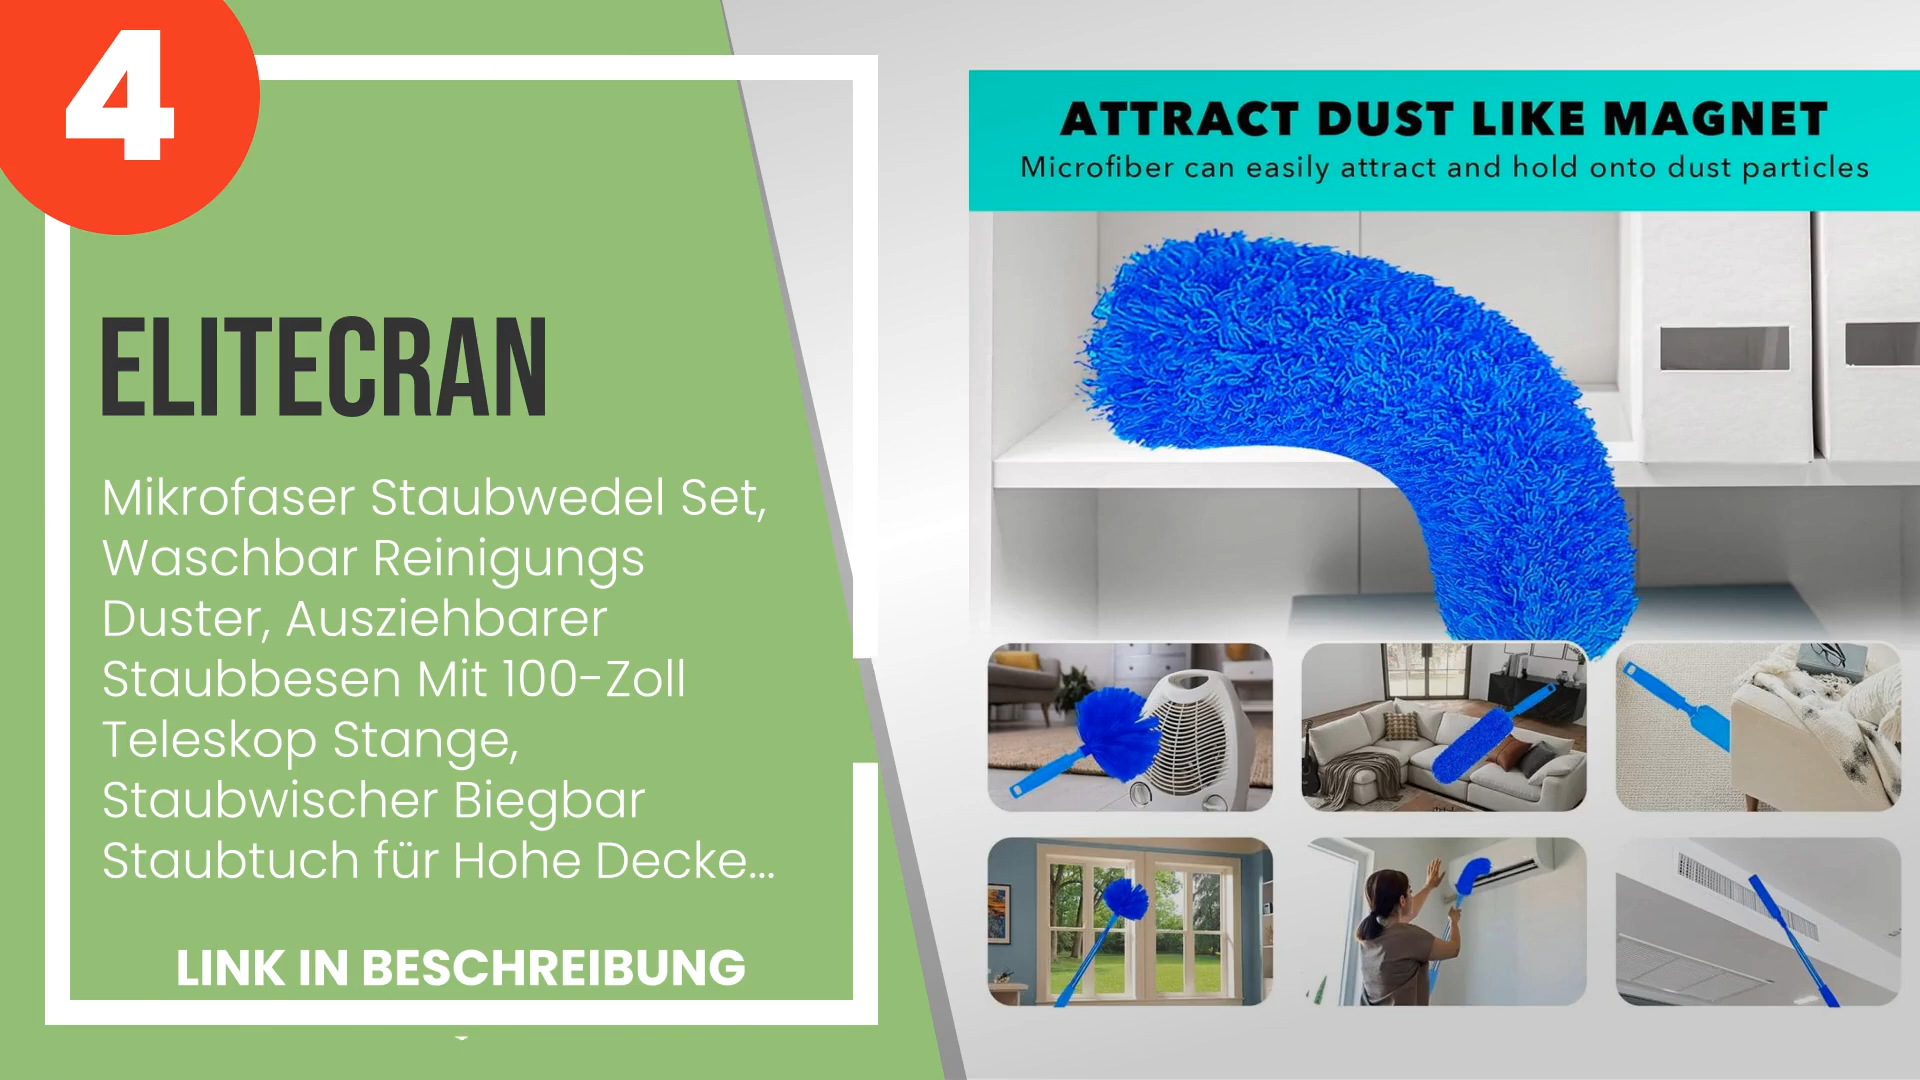 4
ELITECRAN
Mikrofaser Staubwedel Set,
Waschbar Reinigungs
Duster, Ausziehbarer
Staubbesen Mit 100-Zoll
Teleskop Stange,
Staubwischer Biegbar
Staubtuch für Hohe Decke...
LINK IN BESCHREIBUNG
ATTRACT DUST LIKE MAGNET
Microfiber can easily attract and hold onto dust particles